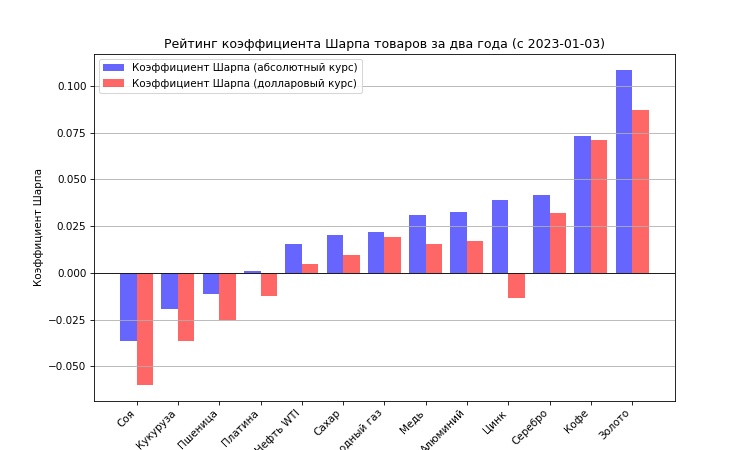 Рейтинг коэффициента Шарпа товаров за два года (с 2023-01-03)
Коэффициент Шарпа (абсолютный курс)
Коэффициент Шарпа (долларовый курс)
Коэффициент Шарпа
0.100
0.075
0.050
0.025
0.000
−0.025
−0.050
Соя
Кукуруза
Пшеница
Платина
Нефть WTI
Сахар
одный газ
Медь
Алюминий
Цинк
Серебро
Кофе
Золото